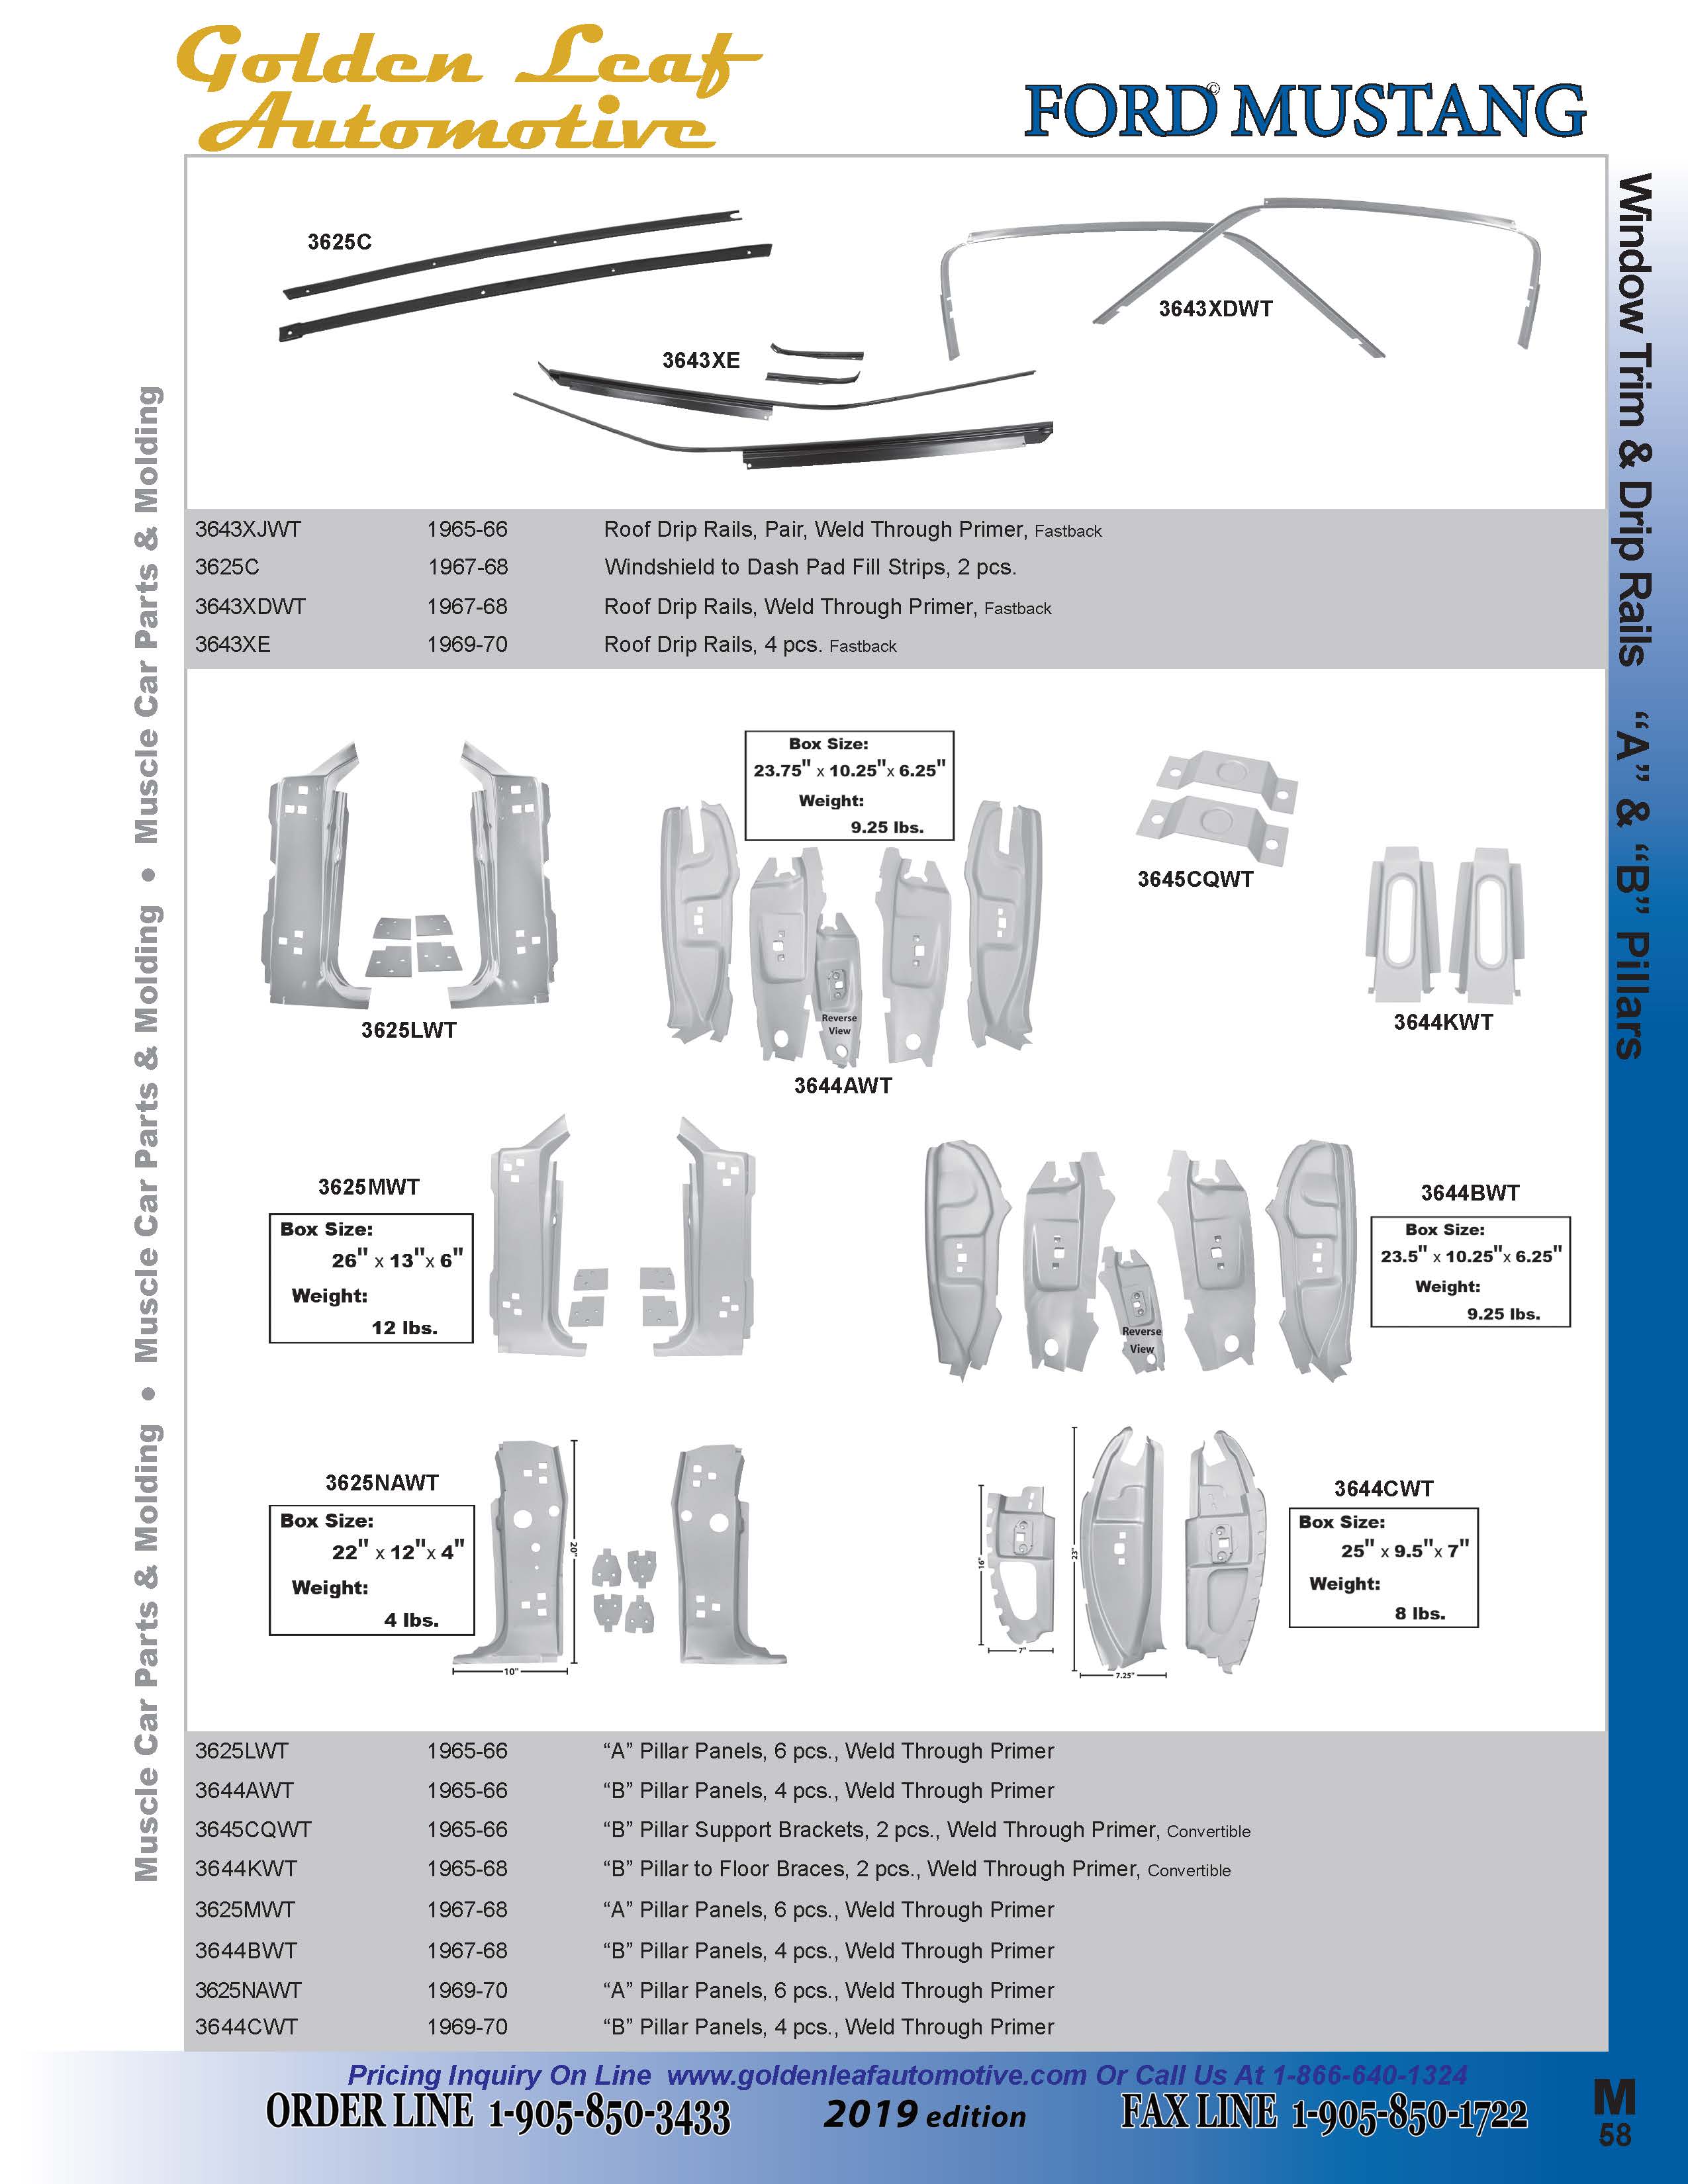 Golden Leaf
Automotive
FORD© MUSTANG
3625C
3643XDWT
3643XE
3643XJWT 1965-66 Roof Drip Rails, Pair, Weld Through Primer, Fastback
3625C 1967-68 Windshield to Dash Pad Fill Strips, 2 pcs.
3643XDWT 1967-68 Roof Drip Rails, Weld Through Primer, Fastback
3643XE 1969-70 Roof Drip Rails, 4 pcs. Fastback
Box Size:
23.75" x 10.25"x 6.25"
Weight:
9.25 lbs.
3645CQWT
Reverse
View
3625LWT
3644KWT
3644AWT
3625MWT
Box Size:
26" x 13"x 6"
Weight:
12 lbs.
3644BWT
Box Size:
23.5" x 10.25"x 6.25"
Weight:
9.25 lbs.
Reverse
View
3625NAWT
Box Size:
22" x 12"x 4"
Weight:
4 lbs.
20"
10"
16"
7"
23"
7.25"
3644CWT
Box Size:
25" x 9.5"x 7"
Weight:
8 lbs.
3625LWT 1965-66 “A” Pillar Panels, 6 pcs., Weld Through Primer
3644AWT 1965-66 “B” Pillar Panels, 4 pcs., Weld Through Primer
3645CQWT 1965-66 “B” Pillar Support Brackets, 2 pcs., Weld Through Primer, Convertible
3644KWT 1965-68 “B” Pillar to Floor Braces, 2 pcs., Weld Through Primer, Convertible
3625MWT 1967-68 “A” Pillar Panels, 6 pcs., Weld Through Primer
3644BWT 1967-68 “B” Pillar Panels, 4 pcs., Weld Through Primer
3625NAWT 1969-70 “A” Pillar Panels, 6 pcs., Weld Through Primer
3644CWT 1969-70 “B” Pillar Panels, 4 pcs., Weld Through Primer
Muscle Car Parts & Molding • Muscle Car Parts & Molding • Muscle Car Parts & Molding
Window Trim & Drip Rails “A” & “B” Pillars
Pricing Inquiry On Line www.goldenleafautomotive.com Or Call Us At 1-866-640-1324
ORDER LINE 1-905-850-3433 2019 edition FAX LINE 1-905-850-1722
M
58